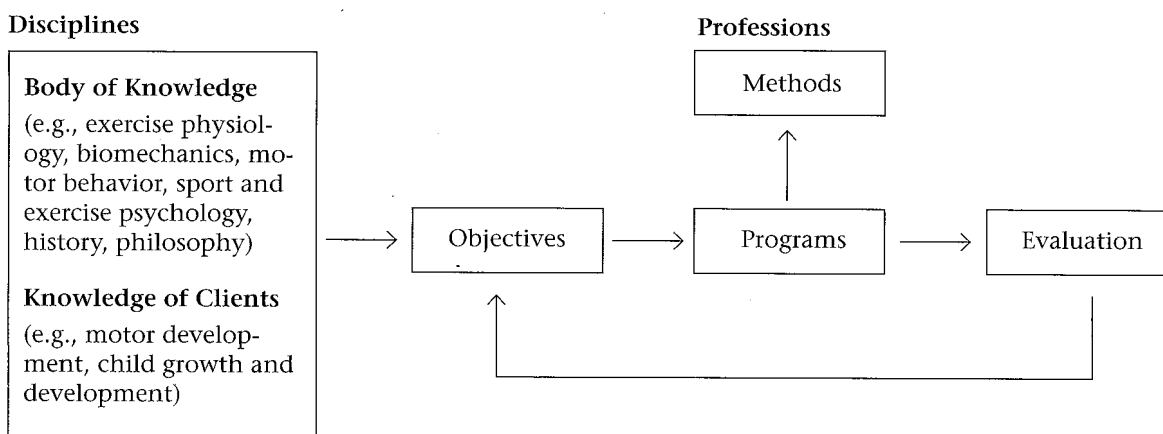 Disciplines
Body of Knowledge
(e.g., exercise physiol-
ogy, biomechanics, mo-
tor behavior, sport and
exercise psychology,
history, philosophy)
Knowledge of Clients
(e.g., motor develop-
ment, child growth and
development)
Objectives
Professions
Methods
Programs
Evaluation